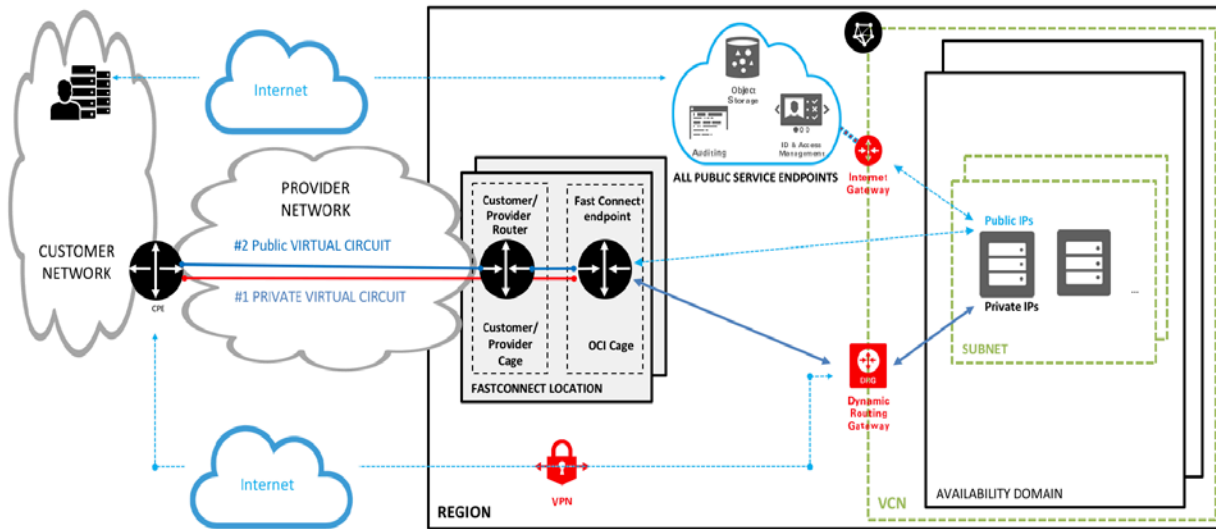 Internet
Object
Storage
Auditing
ID & Access
Management
ALL PUBLIC SERVICE ENDPOINTS
Internet
Gateway
PROVIDER
NETWORK
Customer/
Provider
Router
Fast Connect
endpoint
Public IPs
CUSTOMER
NETWORK
#2 Public VIRTUAL CIRCUIT
#1 PRIVATE VIRTUAL CIRCUIT
CPE
Private IPs
...
SUBNET
Customer/
Provider
Cage
OCI Cage
FASTCONNECT LOCATION
DRG
Dynamic
Routing
Gateway
Internet
VPN
REGION
VCN
AVAILABILITY DOMAIN